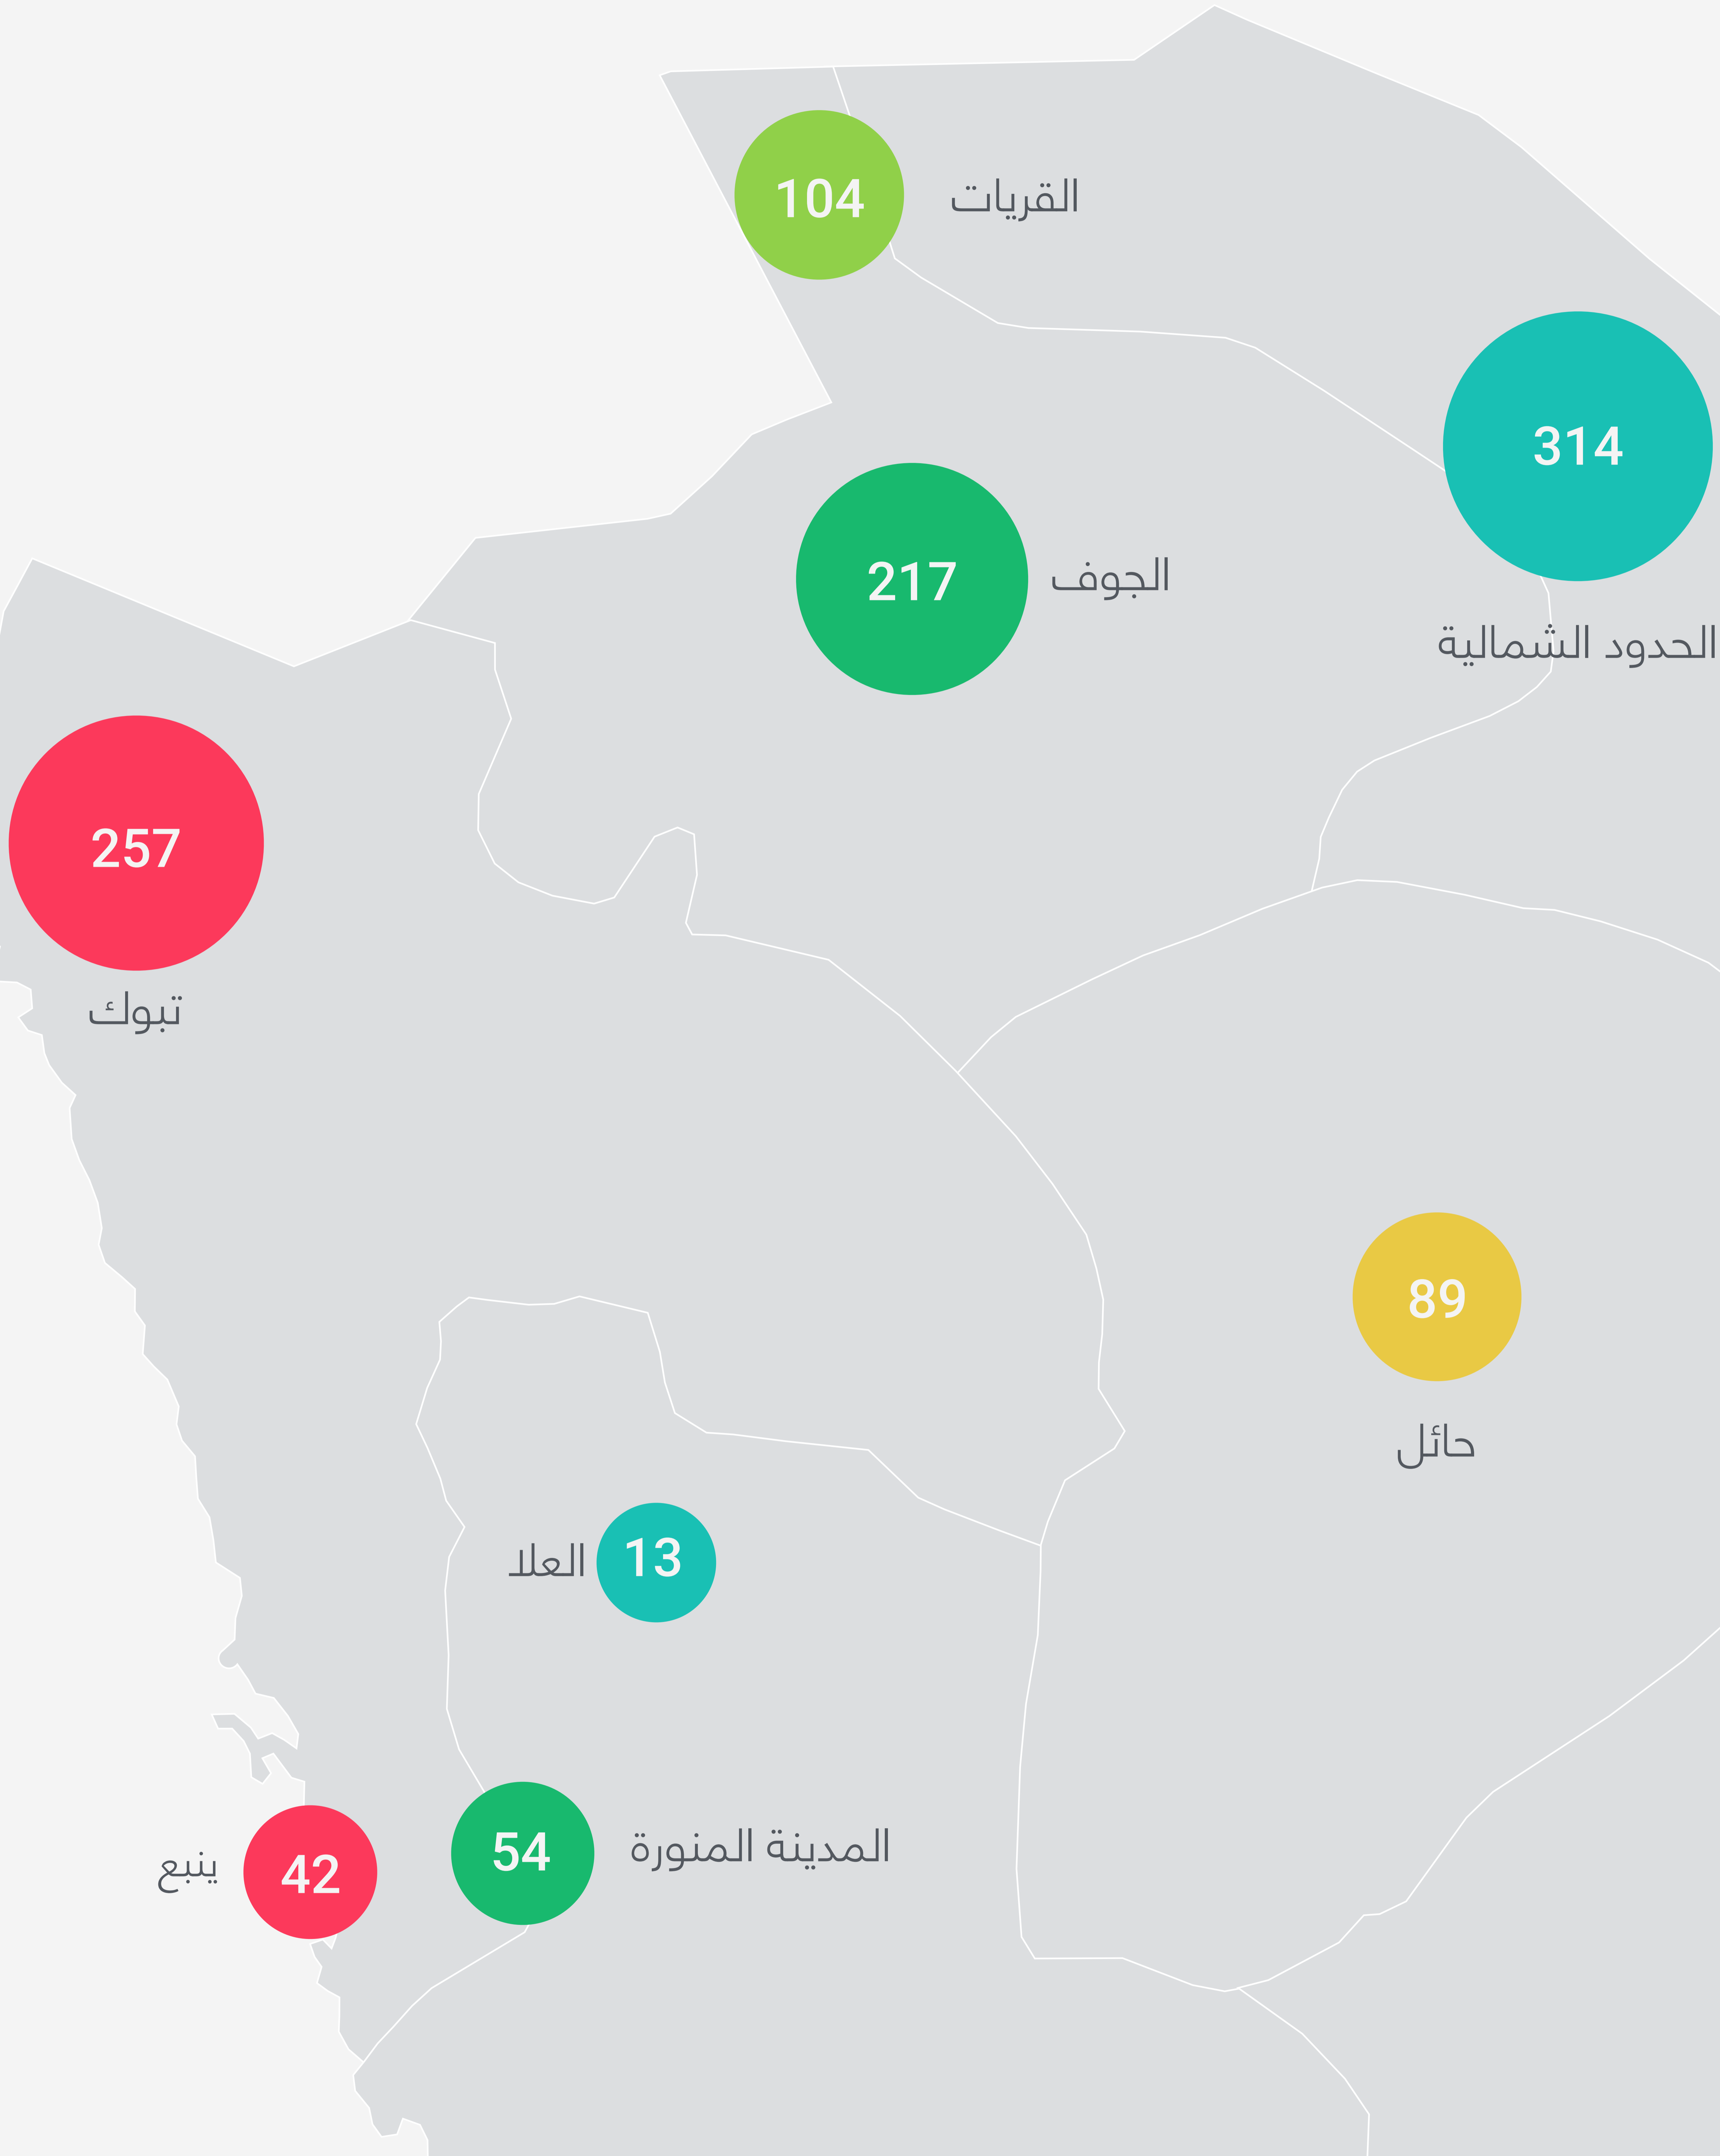 104
القريات
314
الحدود الشمالية
217
الجوف
257
تبوك
89
حائل
13
العلا
54
المدينة المنورة
42
ينبع